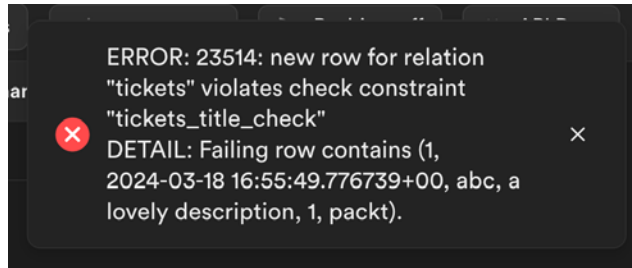 ERROR: 23514: new row for relation
"tickets" violates check constraint
"tickets_title_check"
DETAIL: Failing row contains (1,
2024-03-18 16:55:49.776739+00, abc, a
lovely description, 1, packt).